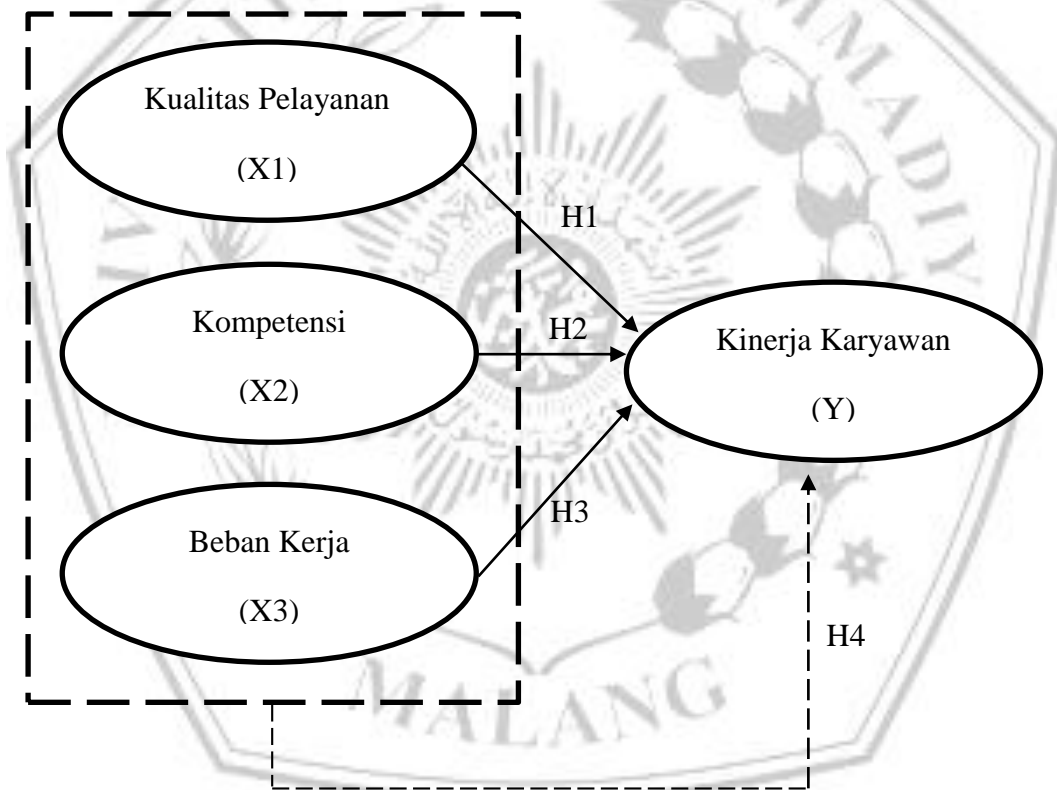 Kualitas Pelayanan
(X1)
H1
Kompetensi
(X2)
H2
Kinerja Karyawan
(Y)
Beban Kerja
(X3)
H3
H4
MALANG